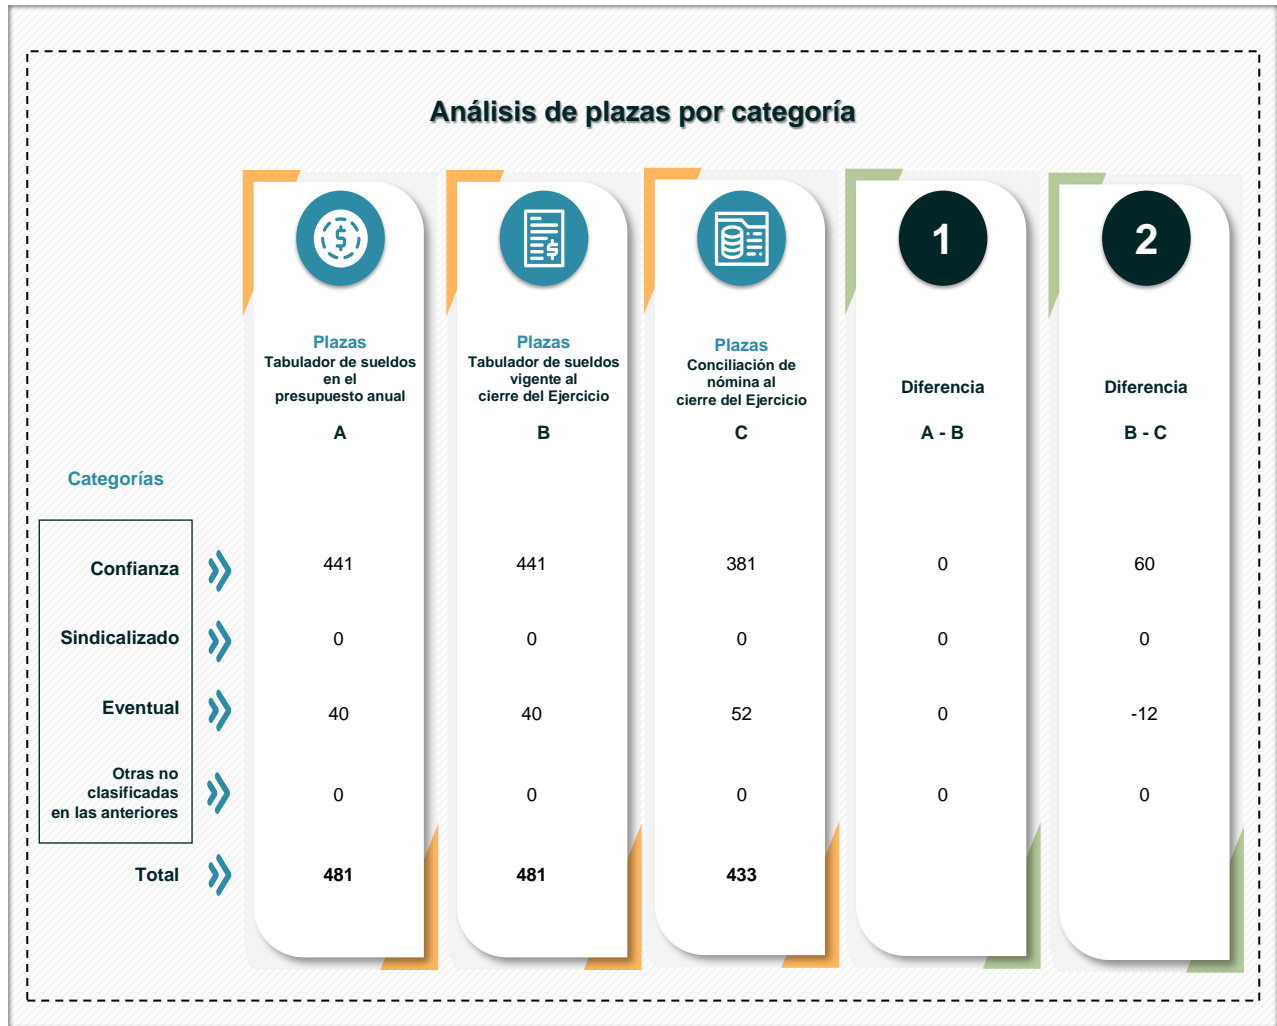 Análisis de plazas por categoría
1
2
Plazas
Tabulador de sueldos
en el
presupuesto anual
A
Plazas
Tabulador de sueldos
vigente al
cierre del Ejercicio
B
Plazas
Conciliación de
nómina al
cierre del Ejercicio
C
Diferencia
A - B
Diferencia
B - C
Categorías
Confianza 441 441 381 0 60
Sindicalizado 0 0 0 0 0
Eventual 40 40 52 0 -12
Otras no
clasificadas
en las anteriores
0 0 0 0 0
Total 481 481 433